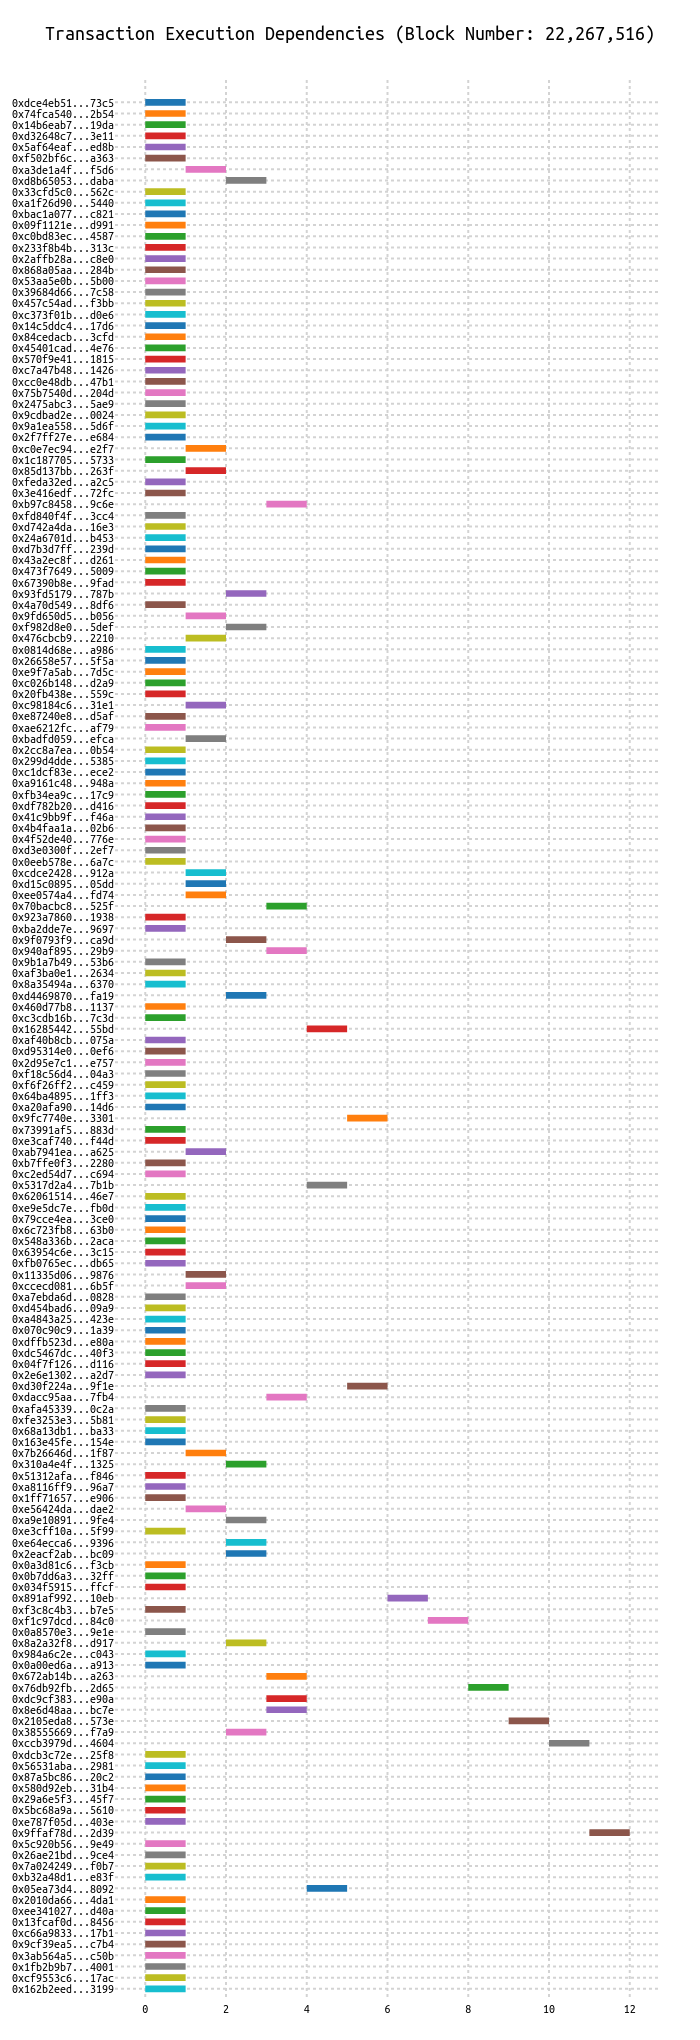 Transaction Execution Dependencies (Block Number: 22,267,516)
0xdce4eb51...73c5
0x74fca540...2b54
0x14b6eab7...19da
0xd32648c7...3e11
0x5af64eaf...ed8b
0xf502bf6c...a363
0xa3de1a4f...f5d6
0xd8b65053...daba
0x33cfd5c0...562c
0xa1f26d90...5440
0xbac1a077...c821
0x09f1121e...d991
0xc0bd83ec...4587
0x233f8b4b...313c
0x2affb28a...c8e0
0x868a05aa...284b
0x53aa5e0b...5b00
0x39684d66...7c58
0x457c54ad...f3bb
0xc373f01b...d0e6
0x14c5ddc4...17d6
0x84cedacb...3cfd
0x45401cad...4e76
0x570f9e41...1815
0xc7a47b48...1426
0xcc0e48db...47b1
0x75b7540d...204d
0x2475abc3...5ae9
0x9cdbad2e...0024
0x9a1ea558...5d6f
0x2f7ff27e...e684
0xc0e7ec94...e2f7
0x1c187705...5733
0x85d137bb...263f
0xfeda32ed...a2c5
0x3e416edf...72fc
0xb97c8458...9c6e
0xfd840f4f...3cc4
0xd742a4da...16e3
0x24a6701d...b453
0xd7b3d7ff...239d
0x43a2ec8f...d261
0x473f7649...5009
0x67390b8e...9fad
0x93fd5179...787b
0x4a70d549...8df6
0x9fd650d5...b056
0xf982d8e0...5def
0x476cbcb9...2210
0x0814d68e...a986
0x26658e57...5f5a
0xe9f7a5ab...7d5c
0xc026b148...d2a9
0x20fb438e...559c
0xc98184c6...31e1
0xe87240e8...d5af
0xae6212fc...af79
0xbadfd059...efca
0x2cc8a7ea...0b54
0x299d4dde...5385
0xc1dcf83e...ece2
0xa9161c48...948a
0xfb34ea9c...17c9
0xdf782b20...d416
0x41c9bb9f...f46a
0x4b4faa1a...02b6
0x4f52de40...776e
0xd3e0300f...2ef7
0x0eeb578e...6a7c
0xcdce2428...912a
0xd15c0895...05dd
0xee0574a4...fd74
0x70bacbc8...525f
0x923a7860...1938
0xba2dde7e...9697
0x9f0793f9...ca9d
0x940af895...29b9
0x9b1a7b49...53b6
0xaf3ba0e1...2634
0x8a35494a...6370
0xd4469870...fa19
0x460d77b8...1137
0xc3cdb16b...7c3d
0x16285442...55bd
0xaf40b8cb...075a
0xd95314e0...0ef6
0x2d95e7c1...e757
0xf18c56d4...04a3
0xf6f26ff2...c459
0x64ba4895...1ff3
0xa20afa90...14d6
0x9fc7740e...3301
0x73991af5...883d
0xe3caf740...f44d
0xab7941ea...a625
0xb7ffe0f3...2280
0xc2ed54d7...c694
0x5317d2a4...7b1b
0x62061514...46e7
0xe9e5dc7e...fb0d
0x79cce4ea...3ce0
0x6c723fb8...63b0
0x548a336b...2aca
0x63954c6e...3c15
0xfb0765ec...db65
0x11335d06...9876
0xccecd081...6b5f
0xa7ebda6d...0828
0xd454bad6...09a9
0xa4843a25...423e
0x070c90c9...1a39
0xdffb523d...e80a
0xdc5467dc...40f3
0x04f7f126...d116
0x2e6e1302...a2d7
0xd30f224a...9f1e
0xdacc95aa...7fb4
0xafa45339...0c2a
0xfe3253e3...5b81
0x68a13db1...ba33
0x163e45fe...154e
0x7b26646d...1f87
0x310a4e4f...1325
0x51312afa...f846
0xa8116ff9...96a7
0x1ff71657...e906
0xe56424da...dae2
0xa9e10891...9fe4
0xe3cff10a...5f99
0xe64ecca6...9396
0x2eacf2ab...bc09
0x0a3d81c6...f3cb
0x0b7dd6a3...32ff
0x034f5915...ffcf
0x891af992...10eb
0xf3c8c4b3...b7e5
0xf1c97dcd...84c0
0x0a8570e3...9e1e
0x8a2a32f8...d917
0x984a6c2e...c043
0x0a00ed6a...a913
0x672ab14b...a263
0x76db92fb...2d65
0xdc9cf383...e90a
0x8e6d48aa...bc7e
0x2105eda8...573e
0x38555669...f7a9
0xccb3979d...4604
0xdcb3c72e...25f8
0x56531aba...2981
0x87a5bc86...20c2
0x580d92eb...31b4
0x29a6e5f3...45f7
0x5bc68a9a...5610
0xe787f05d...403e
0x9ffaf78d...2d39
0x5c920b56...9e49
0x26ae21bd...9ce4
0x7a024249...f0b7
0xb32a48d1...e83f
0x05ea73d4...8092
0x2010da66...4da1
0xee341027...d40a
0x13fcaf0d...8456
0xc66a9833...17b1
0x9cf39ea5...c7b4
0x3ab564a5...c50b
0x1fb2b9b7...4001
0xcf9553c6...17ac
0x162b2eed...3199
0 2 4 6 8 10 12